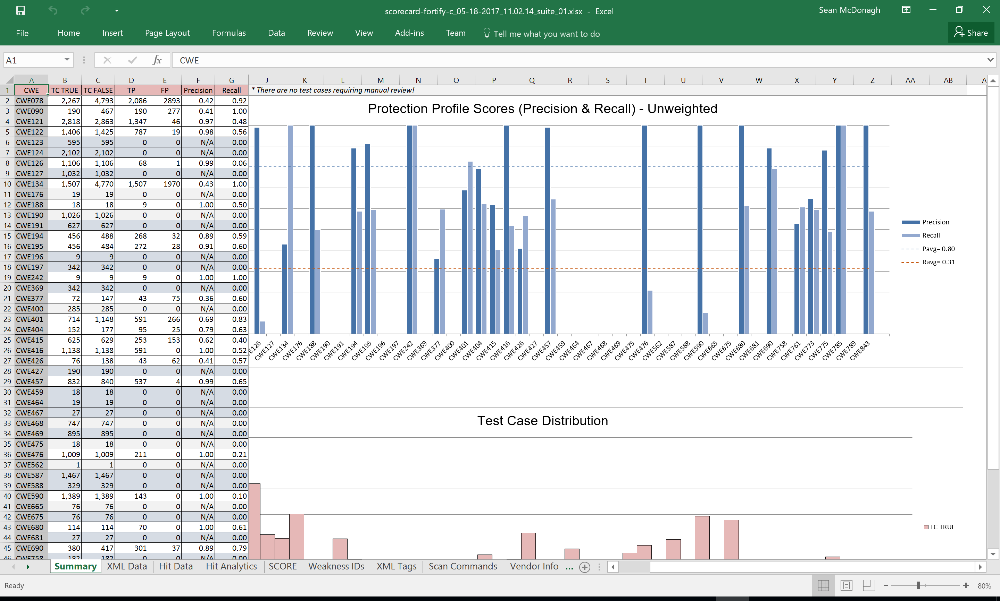 scorecard-fortify-c_05-18-2017_11.02.14_suite_01.xlsx - Excel
Sean McDonagh
File Home Insert Page Layout Formulas Data Review View Add-ins Team Tell me what you want to do Share
A1 fx CWE
A B C D E F G J K L M N O P Q R S T U V W X Y Z AA AB A
1 CWE TC TRUE TC FALSE TP FP Precision Recall * There are no test cases requiring manual review!
2 CWE078 2,267 4,793 2,086 2893 0.42 0.92
3 CWE090 190 467 190 277 0.41 1.00
4 CWE121 2,818 2,863 1,347 46 0.97 0.48
5 CWE122 1,406 1,425 787 19 0.98 0.56
6 CWE123 595 595 0 0 N/A 0.00
7 CWE124 2,102 2,102 0 0 N/A 0.00
8 CWE126 1,106 1,106 68 1 0.99 0.06
9 CWE127 1,032 1,032 0 0 N/A 0.00
10 CWE134 1,507 4,770 1,507 1970 0.43 1.00
11 CWE176 19 19 0 0 N/A 0.00
12 CWE188 18 18 9 0 1.00 0.50
13 CWE190 1,026 1,026 0 0 N/A 0.00
14 CWE191 627 627 0 0 N/A 0.00
15 CWE194 456 488 268 32 0.89 0.59
16 CWE195 456 484 272 28 0.91 0.60
17 CWE196 9 9 0 0 N/A 0.00
18 CWE197 342 342 0 0 N/A 0.00
19 CWE242 9 9 9 0 1.00 1.00
20 CWE369 342 342 0 0 N/A 0.00
21 CWE377 72 147 43 75 0.36 0.60
22 CWE400 285 285 0 0 N/A 0.00
23 CWE401 714 1,148 591 266 0.69 0.83
24 CWE404 152 177 95 25 0.79 0.63
25 CWE415 625 629 253 153 0.62 0.40
26 CWE416 1,138 1,138 591 0 1.00 0.52
27 CWE426 76 138 43 62 0.41 0.57
28 CWE427 190 190 0 0 N/A 0.00
29 CWE457 832 840 537 4 0.99 0.65
30 CWE459 18 18 0 0 N/A 0.00
31 CWE464 19 19 0 0 N/A 0.00
32 CWE467 27 27 0 0 N/A 0.00
33 CWE468 747 747 0 0 N/A 0.00
34 CWE469 895 895 0 0 N/A 0.00
35 CWE475 18 18 0 0 N/A 0.00
36 CWE476 1,009 1,009 211 0 1.00 0.21
37 CWE562 1 1 0 0 N/A 0.00
38 CWE587 1,467 1,467 0 0 N/A 0.00
39 CWE588 329 329 0 0 N/A 0.00
40 CWE590 1,389 1,389 143 0 1.00 0.10
41 CWE665 76 76 0 0 N/A 0.00
42 CWE675 76 76 0 0 N/A 0.00
43 CWE680 114 114 70 0 1.00 0.61
44 CWE681 27 27 0 0 N/A 0.00
45 CWE690 380 417 301 37 0.89 0.79
46 CWE758 182 182 0 0 N/A 0.00
Protection Profile Scores (Precision & Recall) - Unweighted
Precision
Recall
Pavg= 0.80
Ravg= 0.31
E126 CWE127 CWE134 CWE176 CWE188 CWE190 CWE191 CWE194 CWE195 CWE196 CWE197 CWE242 CWE369 CWE377 CWE400 CWE401 CWE404 CWE415 CWE416 CWE426 CWE427 CWE457 CWE459 CWE464 CWE467 CWE468 CWE469 CWE475 CWE476 CWE562 CWE587 CWE588 CWE590 CWE665 CWE675 CWE680 CWE681 CWE690 CWE758 CWE761 CWE773 CWE775 CWE785 CWE789 CWE843
Test Case Distribution
TC TRUE
Summary XML Data Hit Data Hit Analytics SCORE Weakness IDs XML Tags Scan Commands Vendor Info ...
Ready 80%